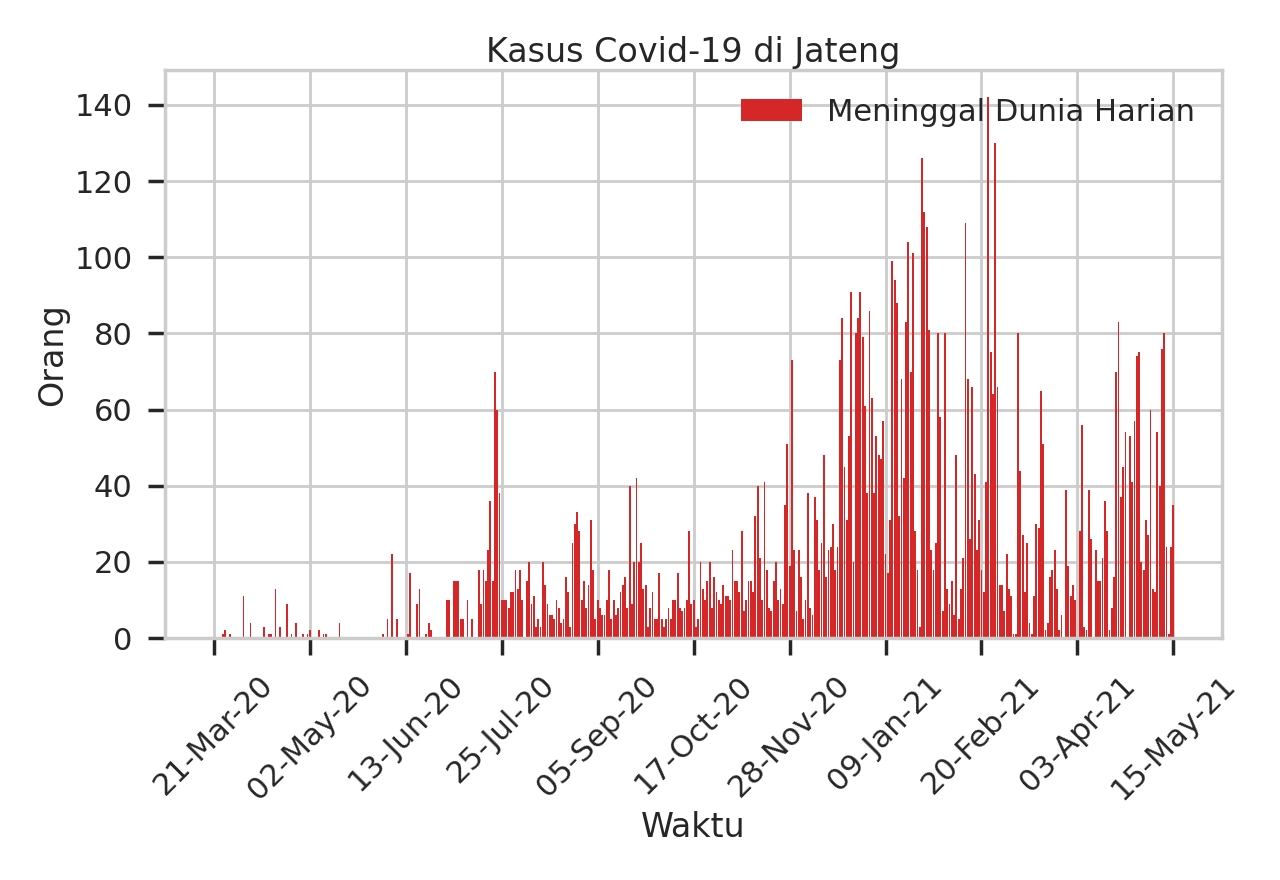 Kasus Covid-19 di Jateng
Meninggal Dunia Harian
140
120
100
80
60
40
20
0
Orang
21-Mar-20
02-May-20
13-Jun-20
25-Jul-20
05-Sep-20
17-Oct-20
28-Nov-20
09-Jan-21
20-Feb-21
03-Apr-21
15-May-21
Waktu